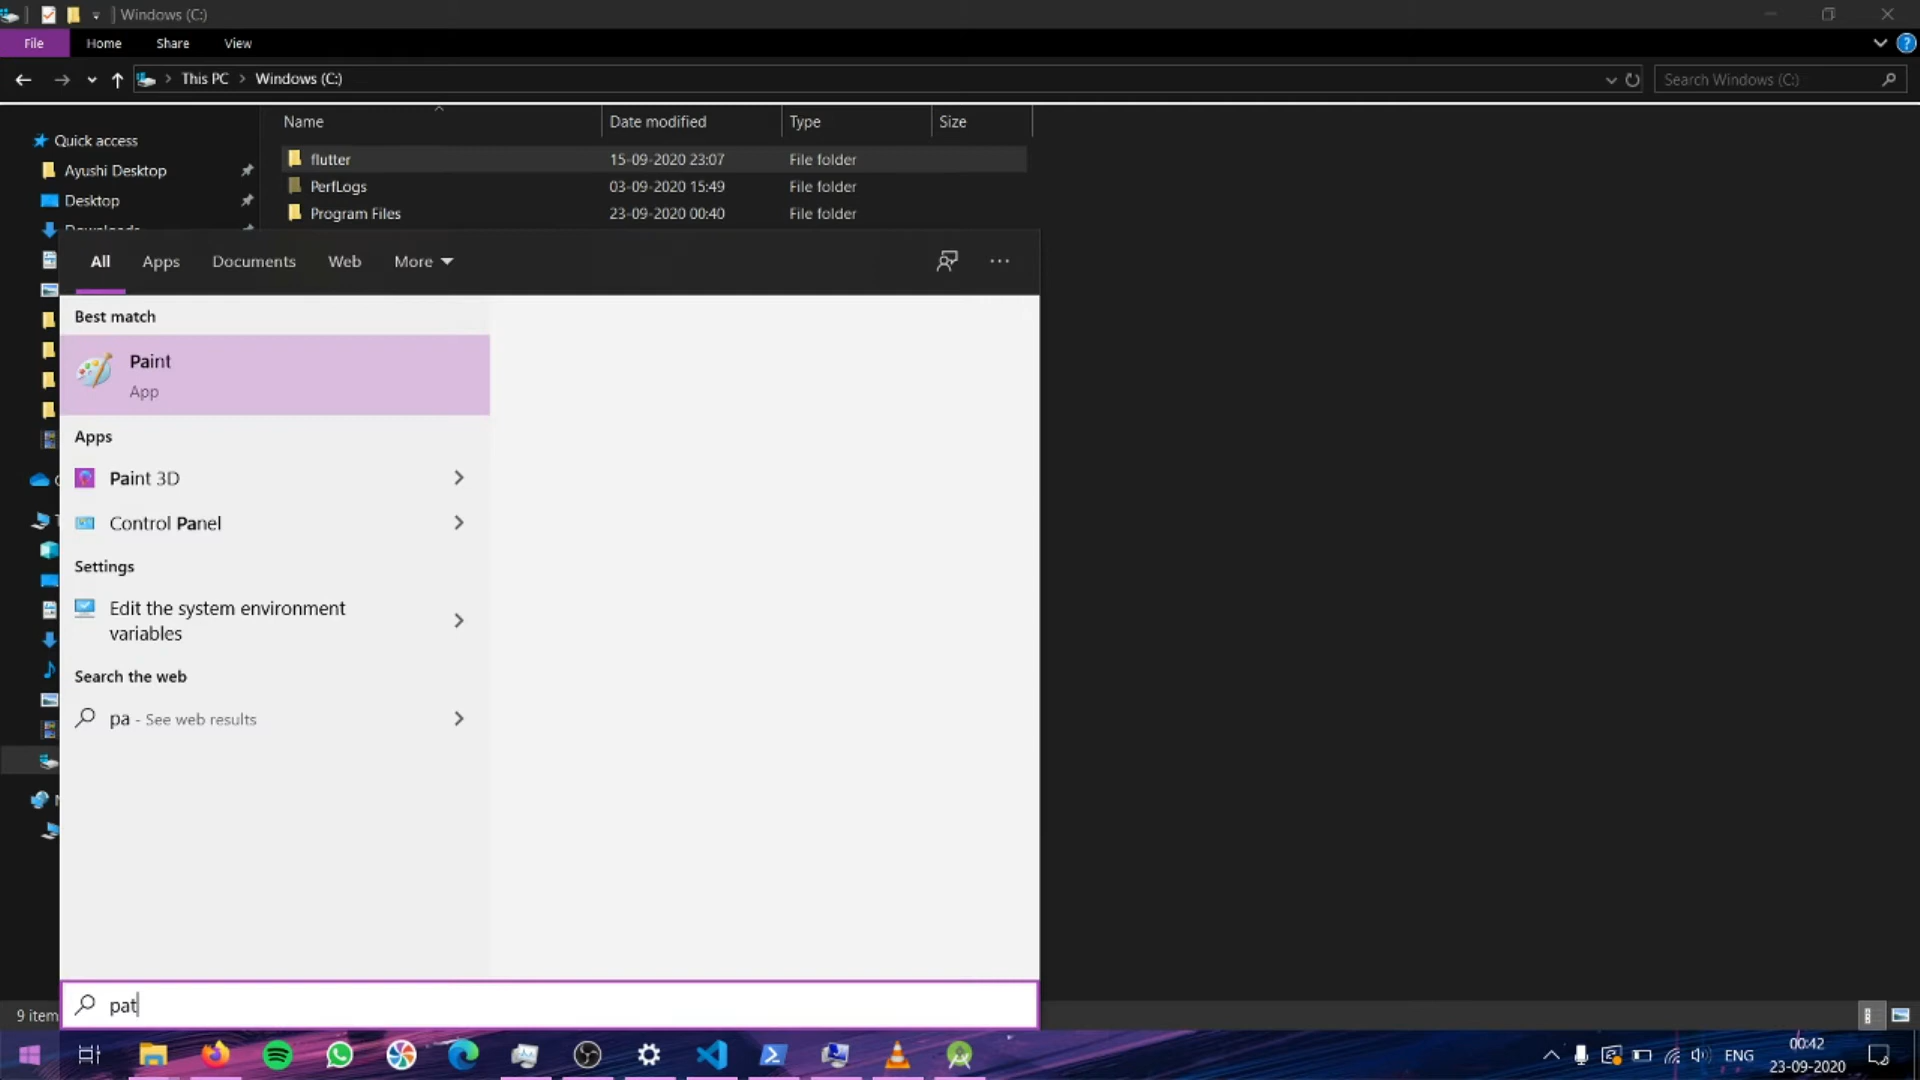 Windows (C:)
File Home Share View
This PC > Windows (C:)
Search Windows (C:)
Name Date modified Type Size
Quick access
flutter 15-09-2020 23:07 File folder
Ayushi Desktop
PerfLogs 03-09-2020 15:49 File folder
Desktop
Program Files 23-09-2020 00:40 File folder
All Apps Documents Web More
Best match
Paint
App
Apps
Paint 3D
Control Panel
Settings
Edit the system environment
variables
Search the web
pa - See web results
pat
9 item
ENG
00:42
23-09-2020